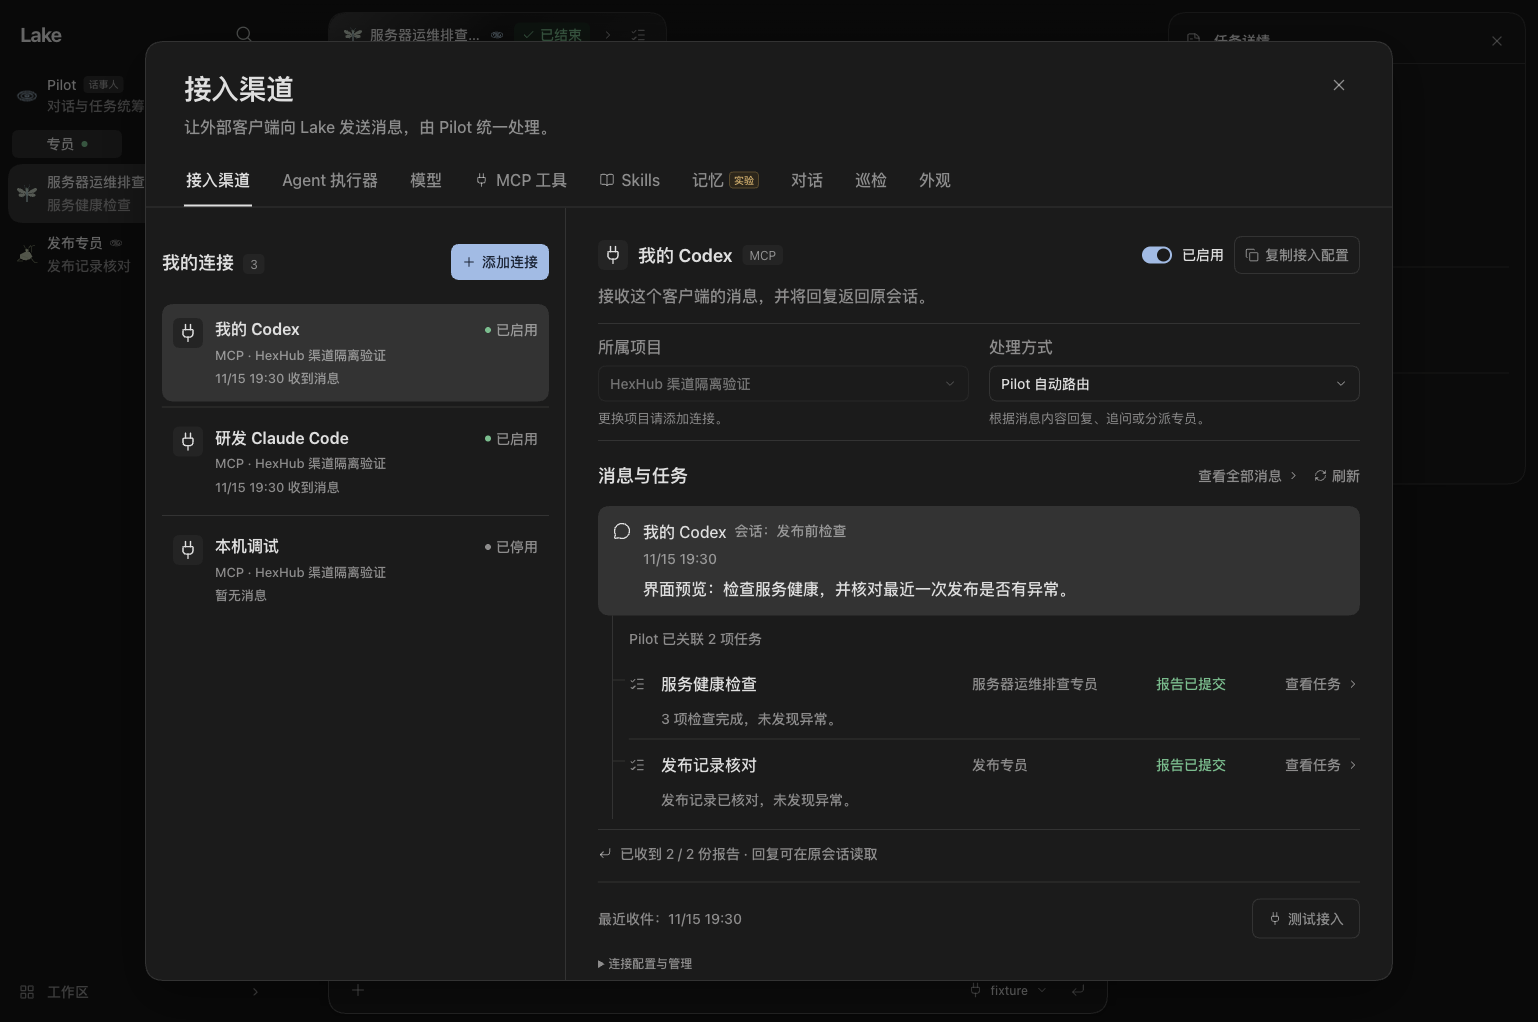 Lake
服务器运维排查... 已结束
任务详情
Pilot 话事人
对话与任务统筹
专员
服务器运维排查
服务健康检查
发布专员
发布记录核对
工作区
接入渠道
让外部客户端向 Lake 发送消息，由 Pilot 统一处理。
接入渠道 Agent 执行器 模型 MCP 工具 Skills 记忆 实验 对话 巡检 外观
我的连接 3
+ 添加连接
我的 Codex 已启用
MCP · HexHub 渠道隔离验证
11/15 19:30 收到消息
研发 Claude Code 已启用
MCP · HexHub 渠道隔离验证
11/15 19:30 收到消息
本机调试 已停用
MCP · HexHub 渠道隔离验证
暂无消息
我的 Codex MCP 已启用 复制接入配置
接收这个客户端的消息，并将回复返回原会话。
所属项目 处理方式
HexHub 渠道隔离验证 Pilot 自动路由
更换项目请添加连接。 根据消息内容回复、追问或分派专员。
消息与任务 查看全部消息 刷新
我的 Codex 会话：发布前检查
11/15 19:30
界面预览：检查服务健康，并核对最近一次发布是否有异常。
Pilot 已关联 2 项任务
服务健康检查 服务器运维排查专员 报告已提交 查看任务
3 项检查完成，未发现异常。
发布记录核对 发布专员 报告已提交 查看任务
发布记录已核对，未发现异常。
已收到 2 / 2 份报告 · 回复可在原会话读取
最近收件：11/15 19:30 测试接入
连接配置与管理
fixture